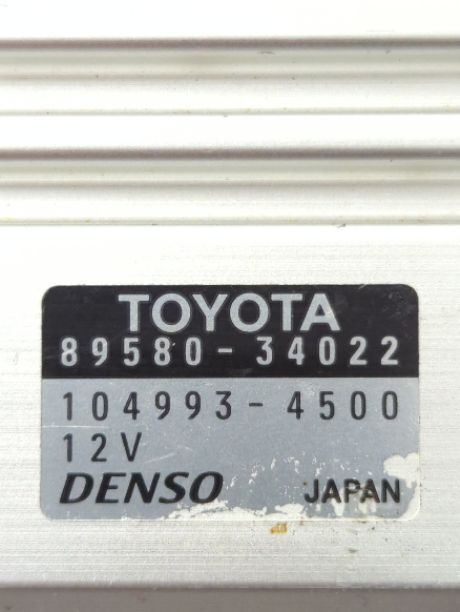 TOYOTA
89580-34022
104993-4500
12V
DENSO JAPAN